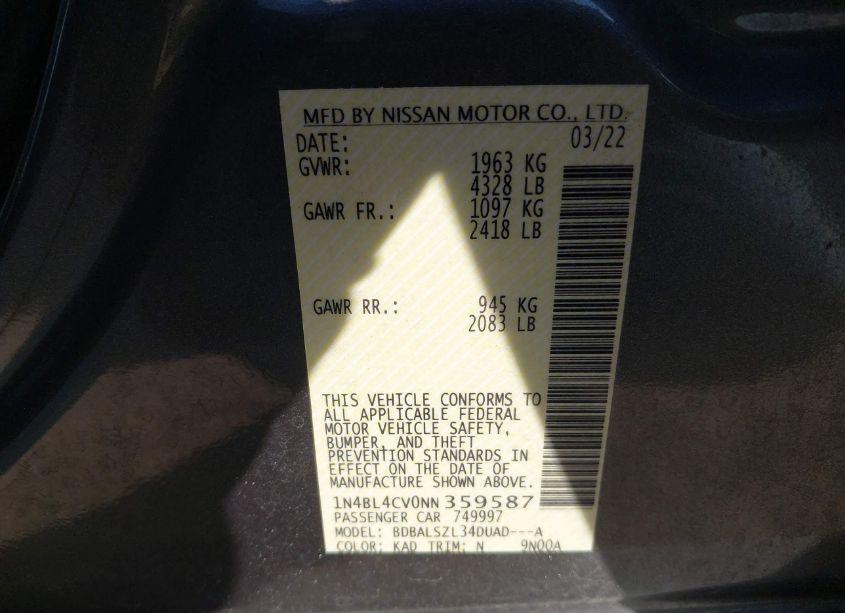 MFD BY NISSAN MOTOR CO., LTD.
DATE: 03/22
GVWR: 1963 KG
4328 LB
GAWR FR.: 1097 KG
2418 LB
GAWR RR.: 945 KG
2083 LB
THIS VEHICLE CONFORMS TO
ALL APPLICABLE FEDERAL
MOTOR VEHICLE SAFETY,
BUMPER, AND THEFT
PREVENTION STANDARDS IN
EFFECT ON THE DATE OF
MANUFACTURE SHOWN ABOVE.
1N4BL4CV0NN359587
PASSENGER CAR 749997
MODEL: BDBALSZL34DUAD---A
COLOR: KAD TRIM: N 9N00A